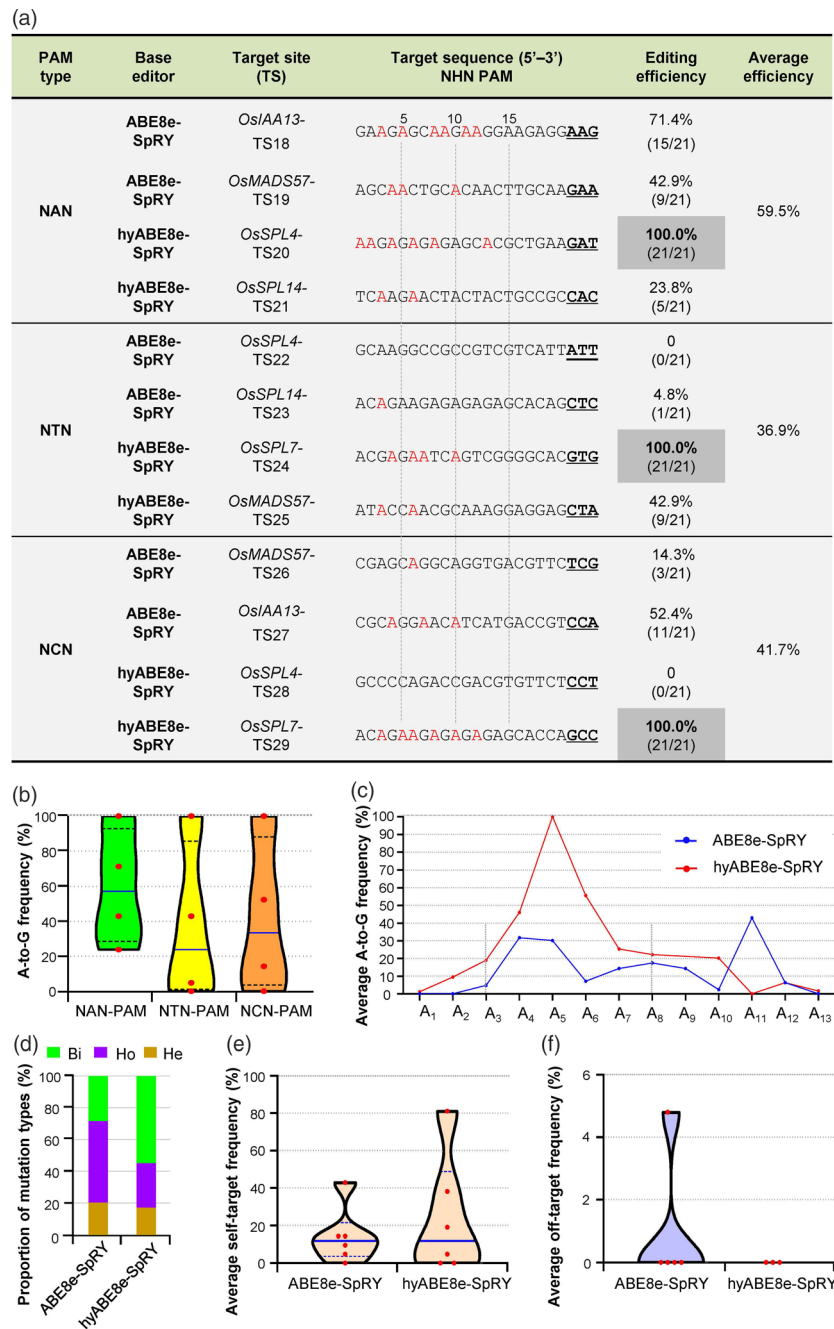 (a)
PAM type Base editor Target site (TS) Target sequence (5’–3’) NHN PAM Editing efficiency Average efficiency
5 10 15
NAN
ABE8e-SpRY OsIAA13-TS18 GAAGAGCAAGAAGGAAGAGGAAG 71.4% (15/21)
ABE8e-SpRY OsMADS57-TS19 AGCAACTGCACAACTTGCAAGAA 42.9% (9/21)
59.5%
hyABE8e-SpRY OsSPL4-TS20 AAGAGAGAGAGCACGCTGAAGAT 100.0% (21/21)
hyABE8e-SpRY OsSPL14-TS21 TCAAGAACTACTACTGCCGCCAC 23.8% (5/21)
NTN
ABE8e-SpRY OsSPL4-TS22 GCAAGGCCGCCGTCGTCATTATT 0 (0/21)
ABE8e-SpRY OsSPL14-TS23 ACAGAAGAGAGAGAGCACAGCTC 4.8% (1/21)
36.9%
hyABE8e-SpRY OsSPL7-TS24 ACGAGAATCAGTCGGGGCACGTG 100.0% (21/21)
hyABE8e-SpRY OsMADS57-TS25 ATACCAACGCAAAGGAGGAGCTA 42.9% (9/21)
NCN
ABE8e-SpRY OsMADS57-TS26 CGAGCAGGCAGGTGACGTTCTCG 14.3% (3/21)
ABE8e-SpRY OsIAA13-TS27 CGCAGGAACATCATGACCGTCCA 52.4% (11/21)
41.7%
hyABE8e-SpRY OsSPL4-TS28 GCCCCAGACCGACGTGTTCTCCT 0 (0/21)
hyABE8e-SpRY OsSPL7-TS29 ACAGAAGAGAGAGAGCACCAGCC 100.0% (21/21)
(b)
A-to-G frequency (%)
100
80
60
40
20
0
NAN-PAM NTN-PAM NCN-PAM
(c)
Average A-to-G frequency (%)
100
90
80
70
60
50
40
30
20
10
0
ABE8e-SpRY
hyABE8e-SpRY
A1 A2 A3 A4 A5 A6 A7 A8 A9 A10 A11 A12 A13
(d)
Bi Ho He
Proportion of mutation types (%)
100
80
60
40
20
0
ABE8e-SpRY hyABE8e-SpRY
(e)
Average self-target frequency (%)
100
80
60
40
20
0
ABE8e-SpRY hyABE8e-SpRY
(f)
Average off-target frequency (%)
6
4
2
0
ABE8e-SpRY hyABE8e-SpRY